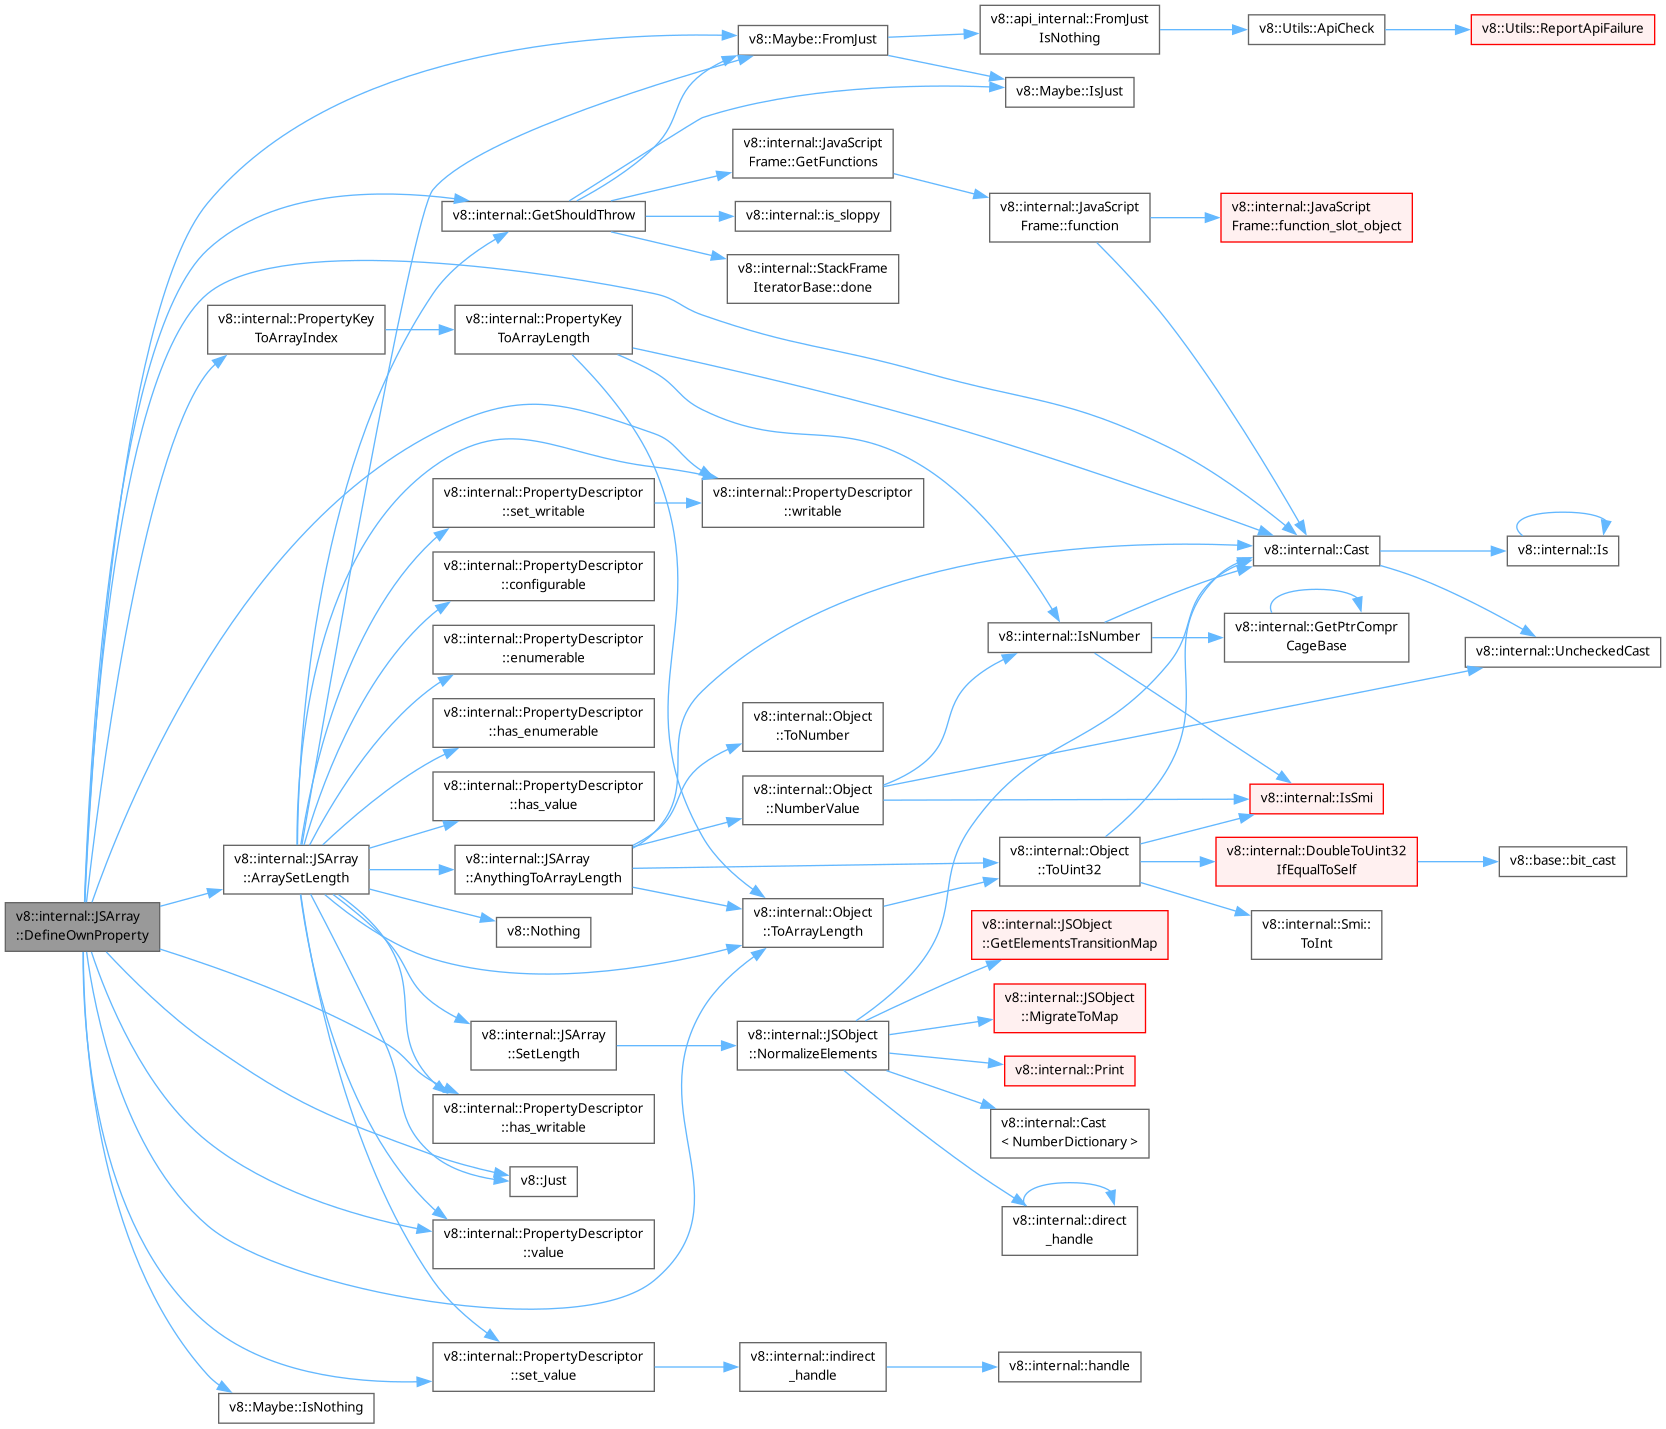 v8::internal::JSArray
::DefineOwnProperty
v8::internal::PropertyKey
ToArrayIndex
v8::internal::JSArray
::ArraySetLength
v8::Maybe::IsNothing
v8::internal::GetShouldThrow
v8::internal::PropertyKey
ToArrayLength
v8::internal::PropertyDescriptor
::set_writable
v8::internal::PropertyDescriptor
::configurable
v8::internal::PropertyDescriptor
::enumerable
v8::internal::PropertyDescriptor
::has_enumerable
v8::internal::PropertyDescriptor
::has_value
v8::internal::JSArray
::AnythingToArrayLength
v8::Nothing
v8::internal::JSArray
::SetLength
v8::internal::PropertyDescriptor
::has_writable
v8::Just
v8::internal::PropertyDescriptor
::value
v8::internal::PropertyDescriptor
::set_value
v8::Maybe::FromJust
v8::internal::JavaScript
Frame::GetFunctions
v8::internal::is_sloppy
v8::internal::StackFrame
IteratorBase::done
v8::internal::PropertyDescriptor
::writable
v8::internal::Object
::ToNumber
v8::internal::Object
::NumberValue
v8::internal::Object
::ToArrayLength
v8::internal::JSObject
::NormalizeElements
v8::internal::indirect
_handle
v8::api_internal::FromJust
IsNothing
v8::Maybe::IsJust
v8::internal::JavaScript
Frame::function
v8::internal::IsNumber
v8::internal::Object
::ToUint32
v8::internal::JSObject
::GetElementsTransitionMap
v8::internal::JSObject
::MigrateToMap
v8::internal::Print
v8::internal::Cast
< NumberDictionary >
v8::internal::direct
_handle
v8::internal::handle
v8::Utils::ApiCheck
v8::internal::JavaScript
Frame::function_slot_object
v8::internal::Cast
v8::internal::GetPtrCompr
CageBase
v8::internal::IsSmi
v8::internal::DoubleToUint32
IfEqualToSelf
v8::internal::Smi::
ToInt
v8::Utils::ReportApiFailure
v8::internal::Is
v8::internal::UncheckedCast
v8::base::bit_cast